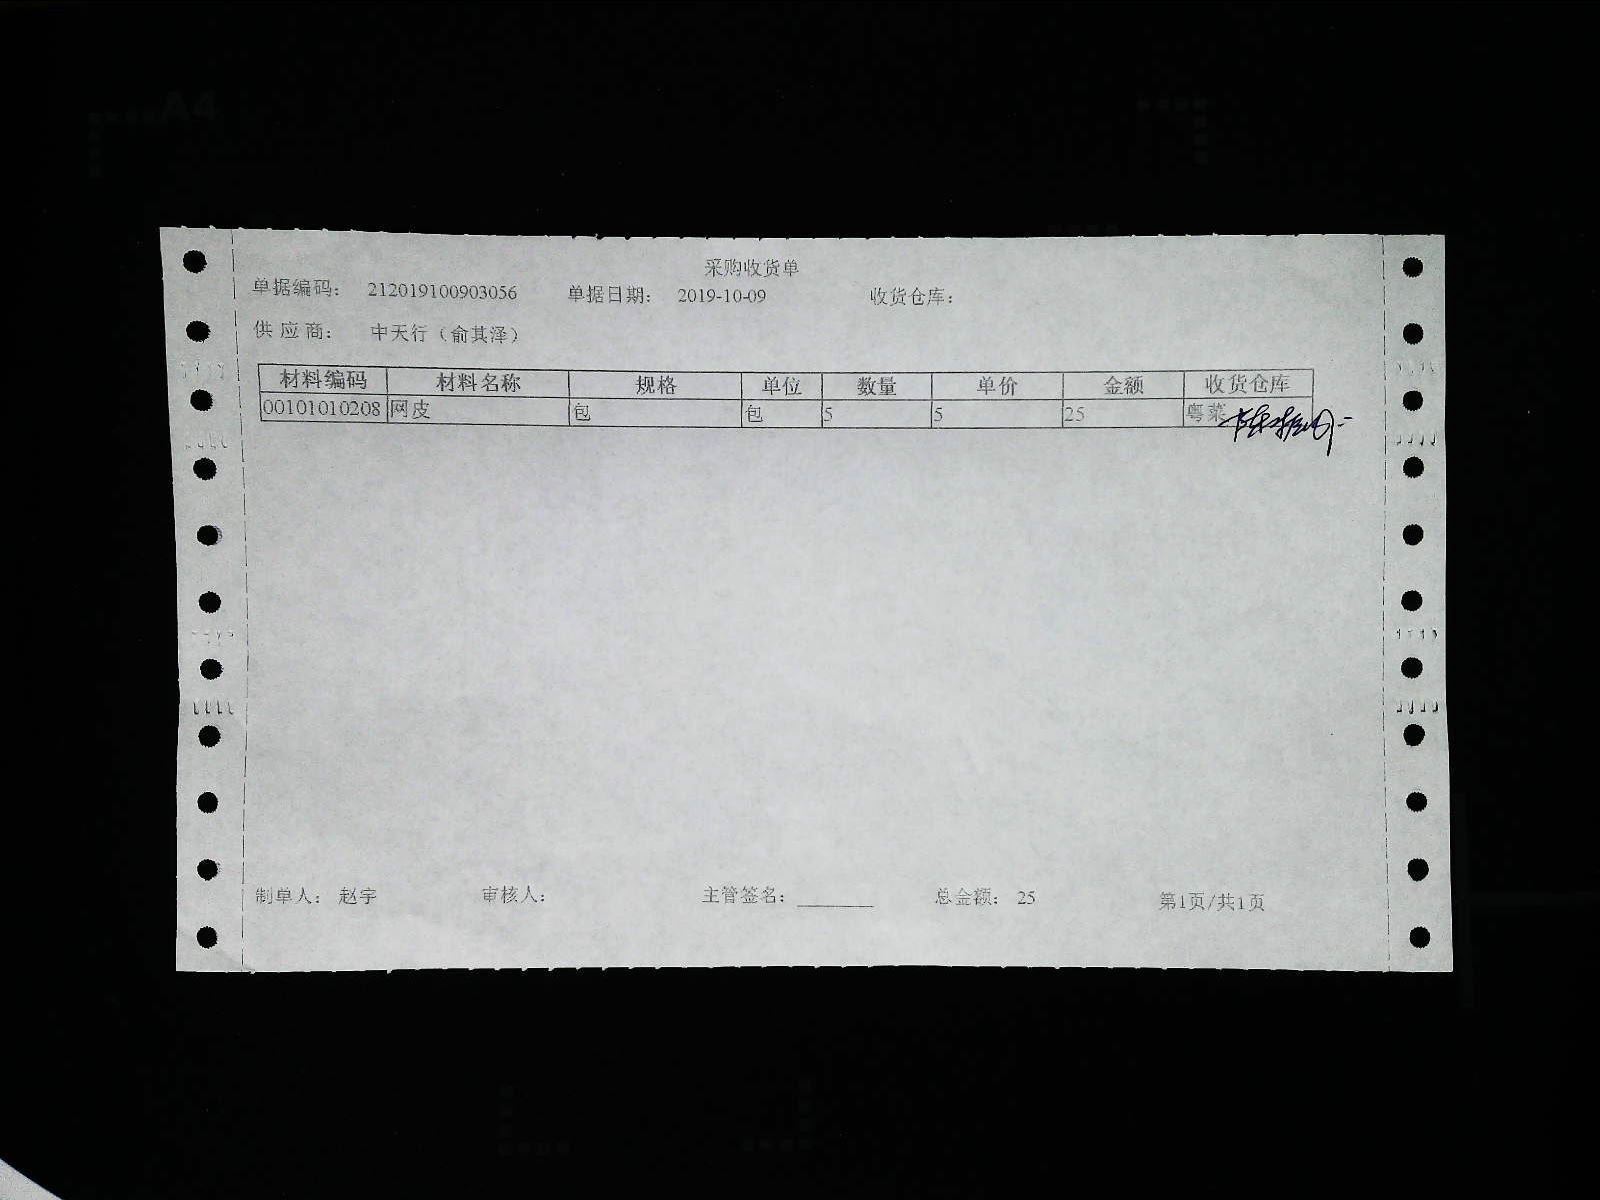 采购收货单
单据编码: 212019100903056 单据日期: 2019-10-09 收货仓库:
供应商: 中天行（俞其泽）
材料编码 材料名称 规格 单位 数量 单价 金额 收货仓库
00101010208 网皮 包 包 5 5 25 粤菜
制单人: 赵宇 审核人: 主管签名: ________ 总金额: 25 第1页/共1页